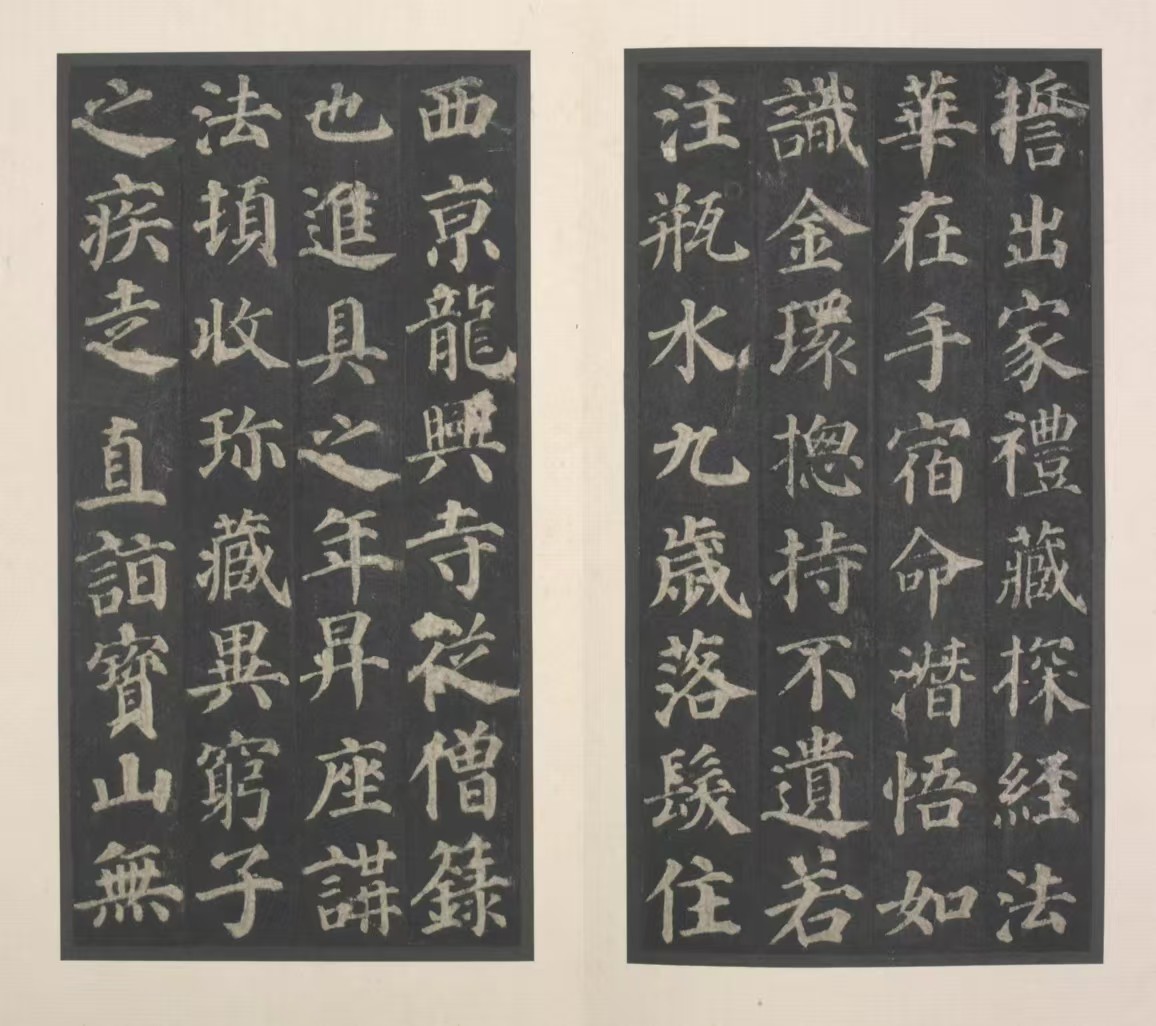 擔出家禮藏探經法
華在手宿命潛悟如
識金環揔持不遺若
注瓶水九歲落髮住
西京龍興寺從僧籙
也進具之年昇座講
法頓收珍藏異窮子
之疾走直詣寶山無